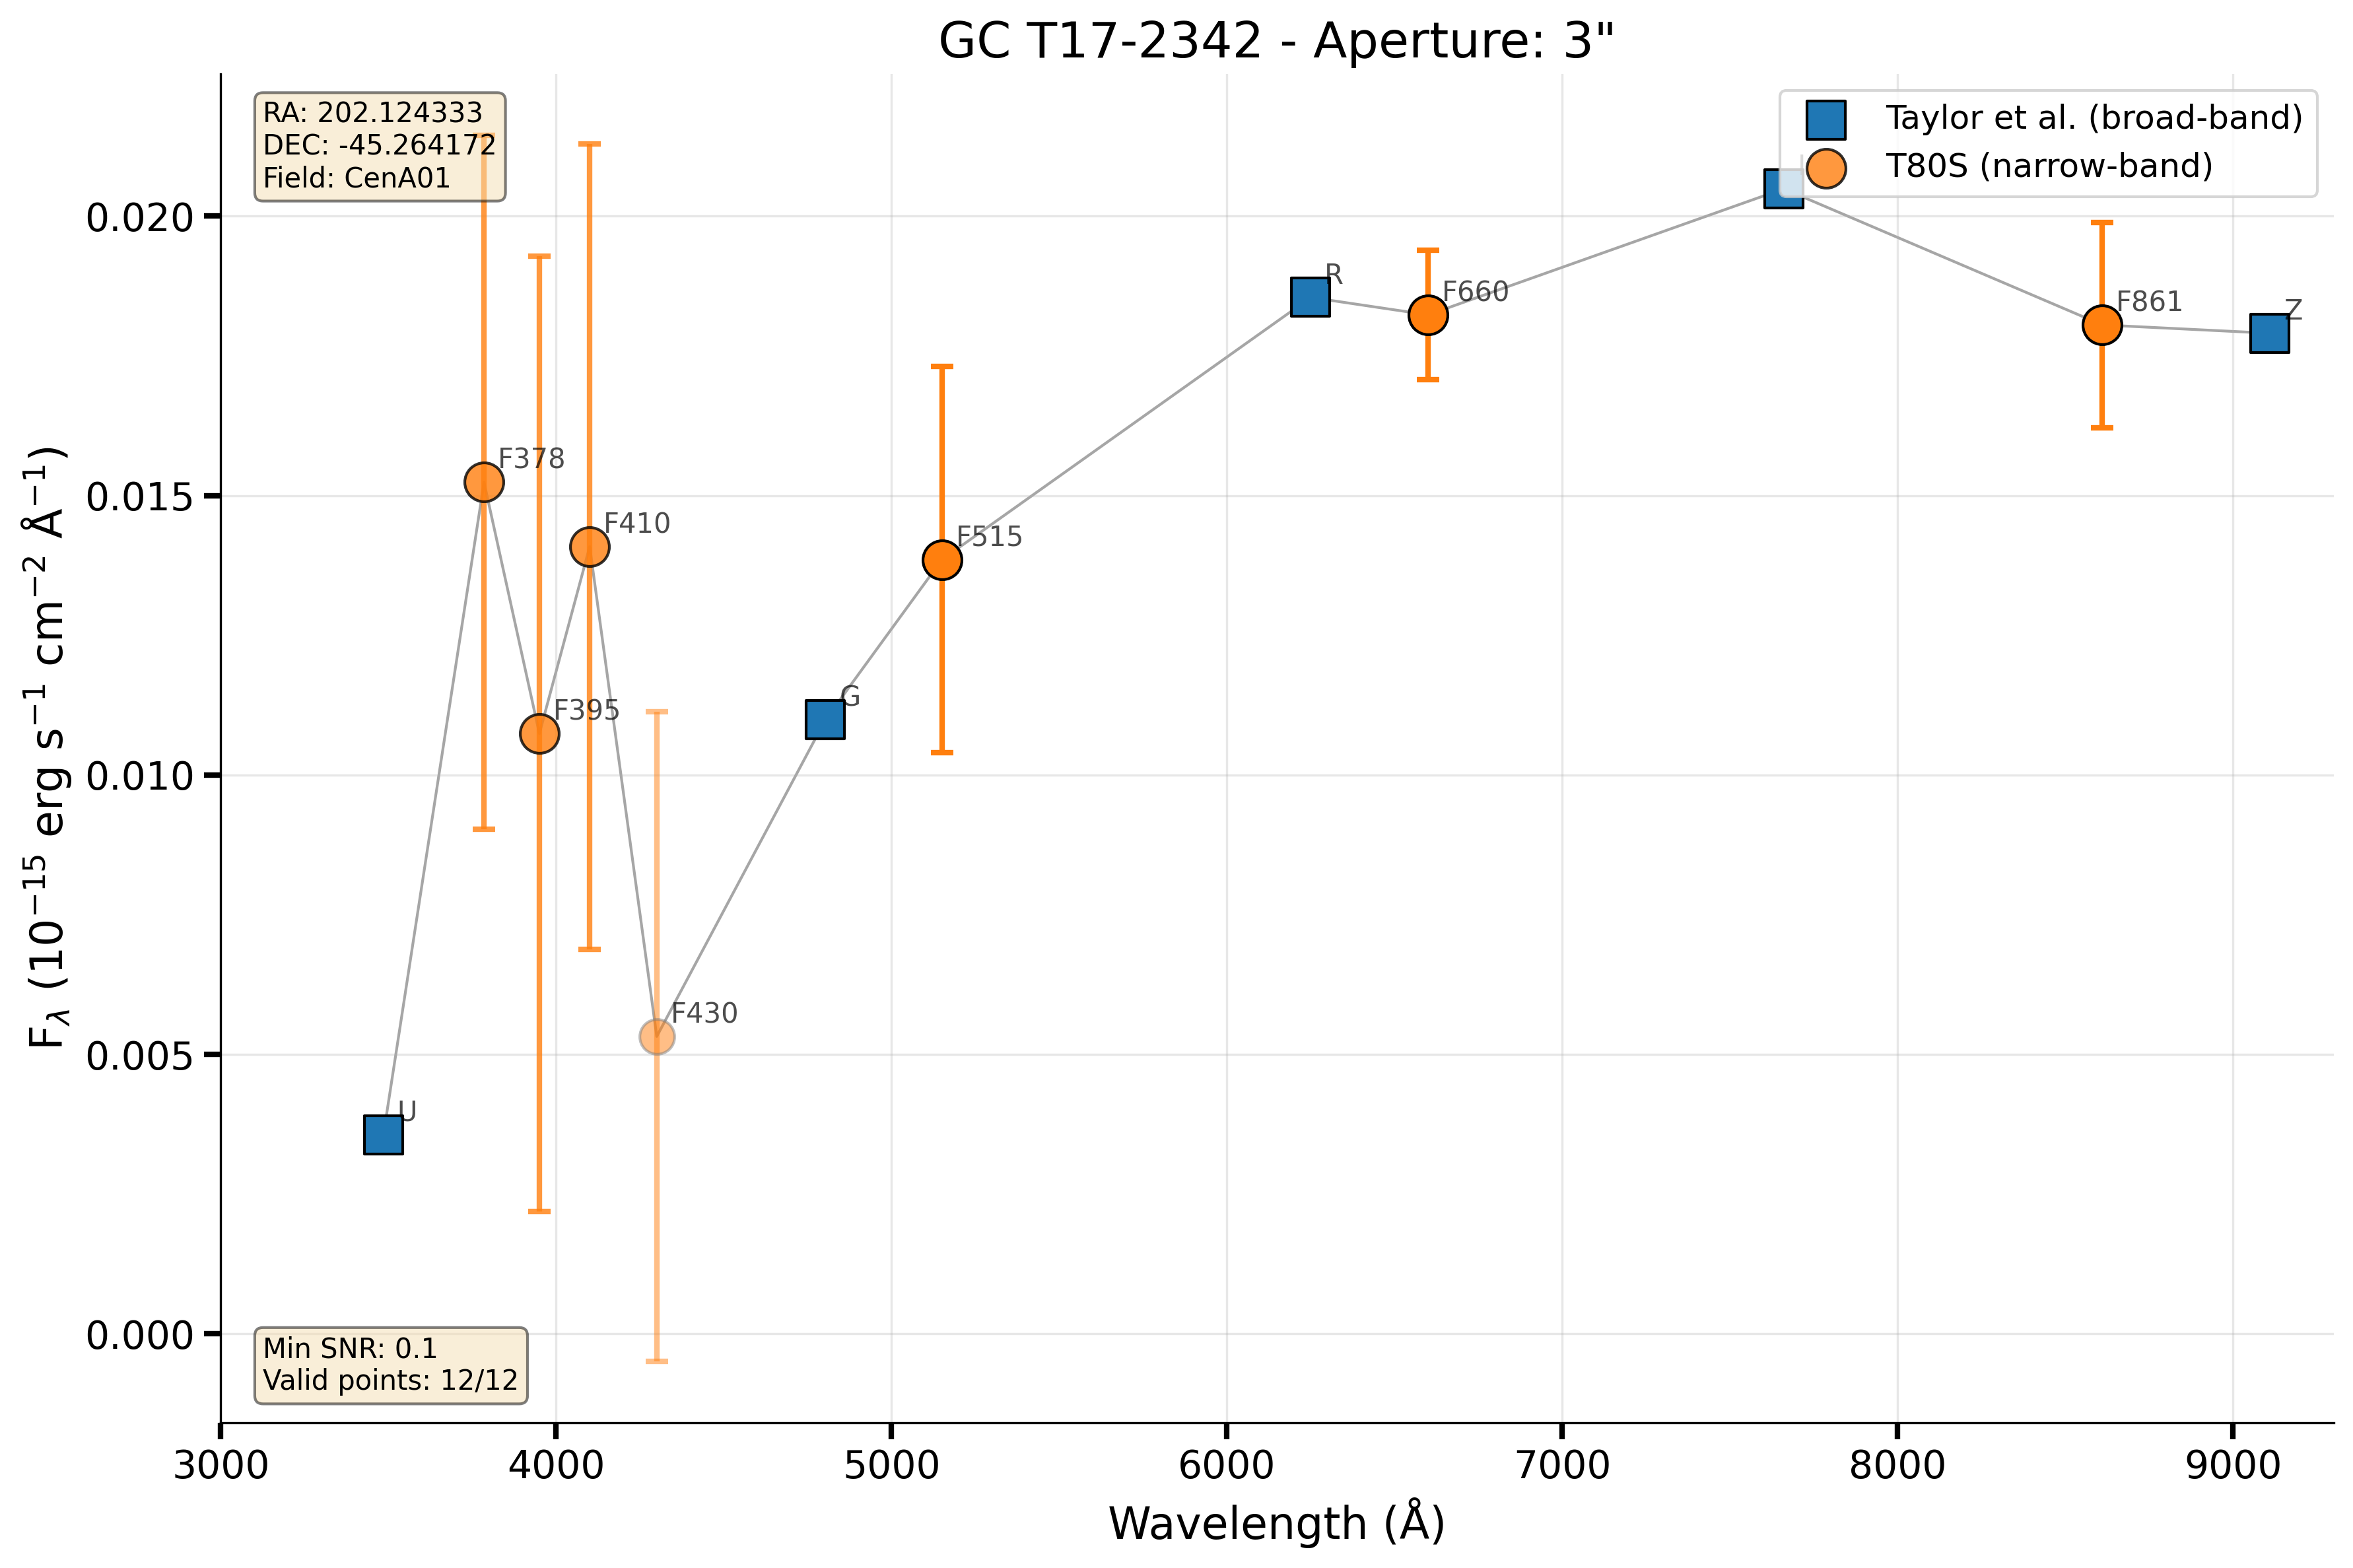 GC T17-2342 - Aperture: 3"
RA: 202.124333
DEC: -45.264172
Field: CenA01
Taylor et al. (broad-band)
T80S (narrow-band)
F_λ (10⁻¹⁵ erg s⁻¹ cm⁻² Å⁻¹)
0.020
0.015
0.010
0.005
0.000
U
F378
F395
F410
F430
G
F515
R
F660
F861
Z
Min SNR: 0.1
Valid points: 12/12
3000 4000 5000 6000 7000 8000 9000
Wavelength (Å)